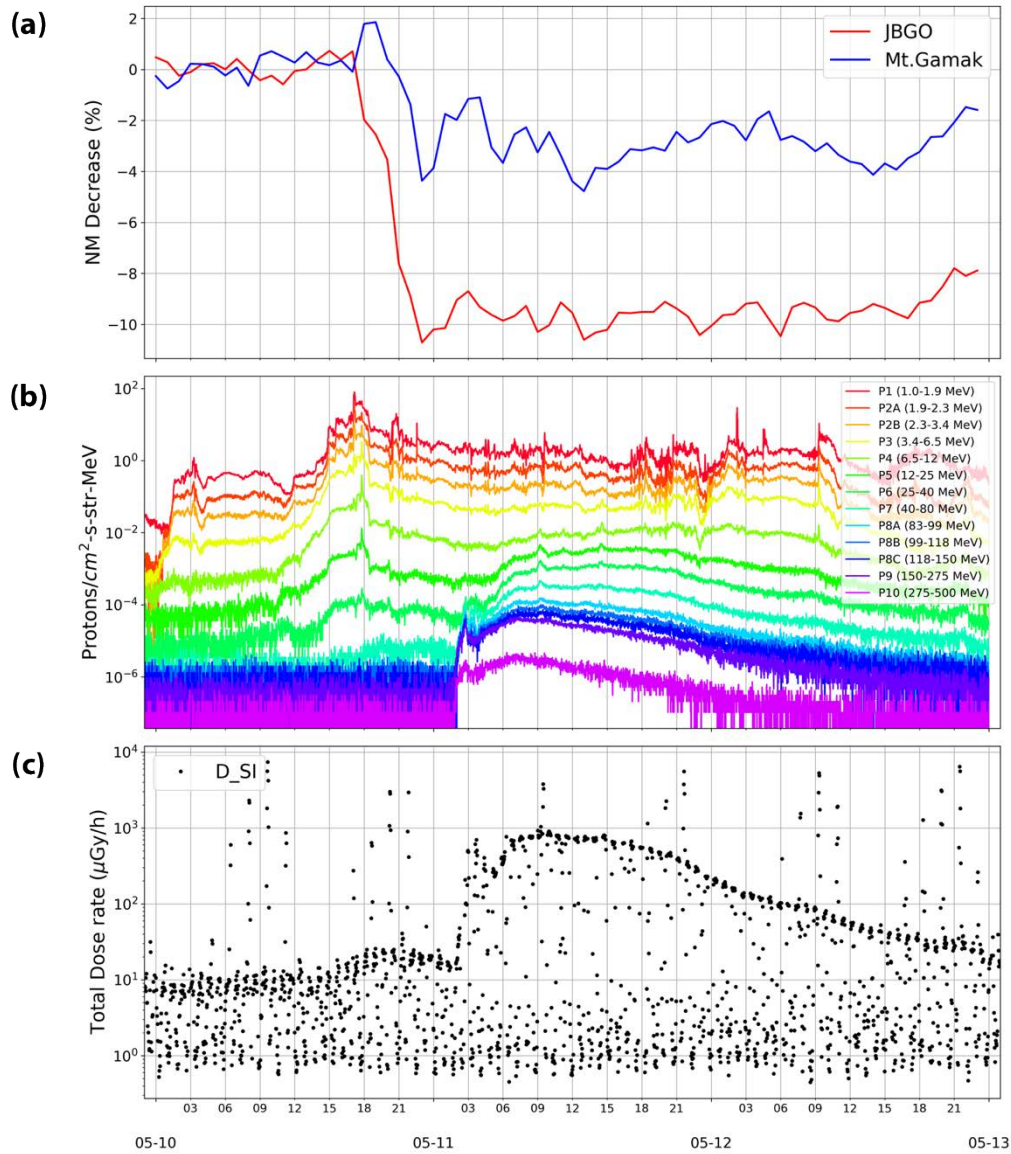 (a)
2
0
−2
−4
−6
−8
−10
NM Decrease (%)
JBGO
Mt.Gamak
(b)
10²
10⁰
10⁻²
10⁻⁴
10⁻⁶
Protons/cm²-s-str-MeV
P1 (1.0-1.9 MeV)
P2A (1.9-2.3 MeV)
P2B (2.3-3.4 MeV)
P3 (3.4-6.5 MeV)
P4 (6.5-12 MeV)
P5 (12-25 MeV)
P6 (25-40 MeV)
P7 (40-80 MeV)
P8A (83-99 MeV)
P8B (99-118 MeV)
P8C (118-150 MeV)
P9 (150-275 MeV)
P10 (275-500 MeV)
(c)
10⁴
10³
10²
10¹
10⁰
Total Dose rate (μGy/h)
D_SI
03 06 09 12 15 18 21 03 06 09 12 15 18 21 03 06 09 12 15 18 21
05-10 05-11 05-12 05-13